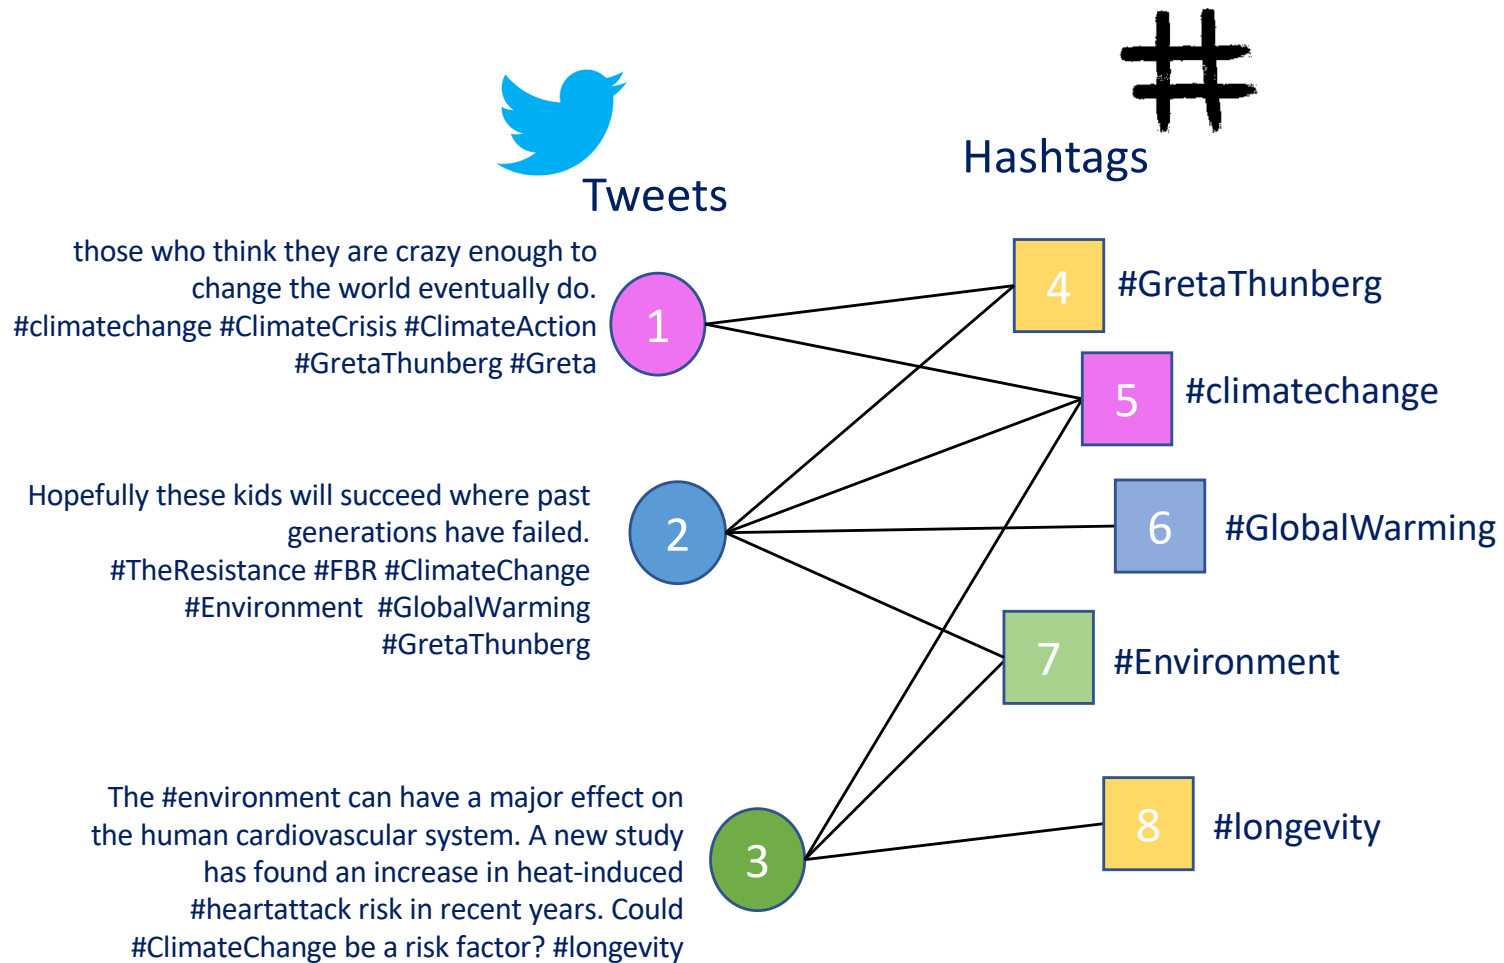 #
Hashtags
Tweets
those who think they are crazy enough to
change the world eventually do.
#climatechange #ClimateCrisis #ClimateAction
#GretaThunberg #Greta
1
4
#GretaThunberg
5
#climatechange
Hopefully these kids will succeed where past
generations have failed.
#TheResistance #FBR #ClimateChange
#Environment #GlobalWarming
#GretaThunberg
2
6
#GlobalWarming
7
#Environment
The #environment can have a major effect on
the human cardiovascular system. A new study
has found an increase in heat-induced
#heartattack risk in recent years. Could
#ClimateChange be a risk factor? #longevity
3
8
#longevity